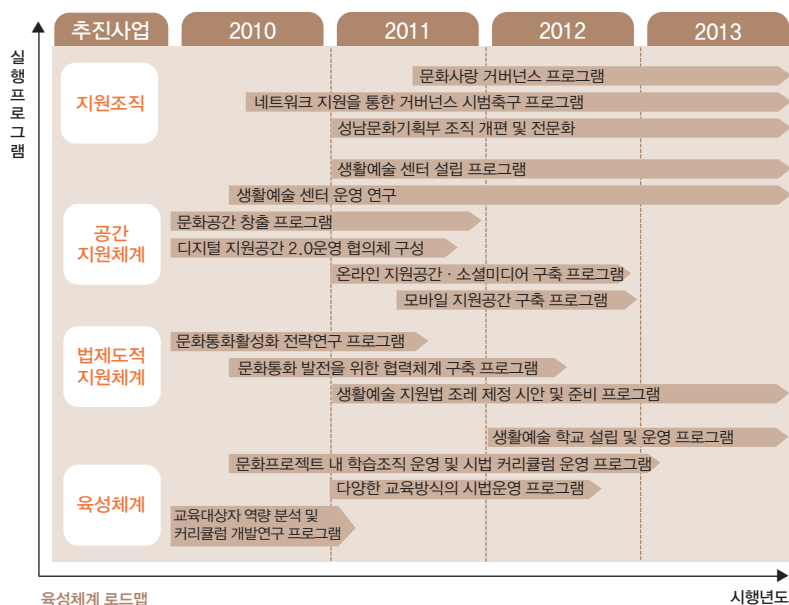 추진사업 2010 2011 2012 2013
실행프로그램
지원조직
문화사랑 거버넌스 프로그램
네트워크 지원을 통한 거버넌스 시범축구 프로그램
성남문화기획부 조직 개편 및 전문화
공간
지원체계
생활예술 센터 설립 프로그램
생활예술 센터 운영 연구
문화공간 창출 프로그램
디지털 지원공간 2.0운영 협의체 구성
온라인 지원공간 · 소셜미디어 구축 프로그램
모바일 지원공간 구축 프로그램
법제도적
지원체계
문화통화활성화 전략연구 프로그램
문화통화 발전을 위한 협력체계 구축 프로그램
생활예술 지원법 조레 제정 시안 및 준비 프로그램
육성체계
생활예술 학교 설립 및 운영 프로그램
문화프로젝트 내 학습조직 운영 및 시법 커리큘럼 운영 프로그램
다양한 교육방식의 시법운영 프로그램
교육대상자 역량 분석 및
커리큘럼 개발연구 프로그램
육성체계 로드맵
시행년도